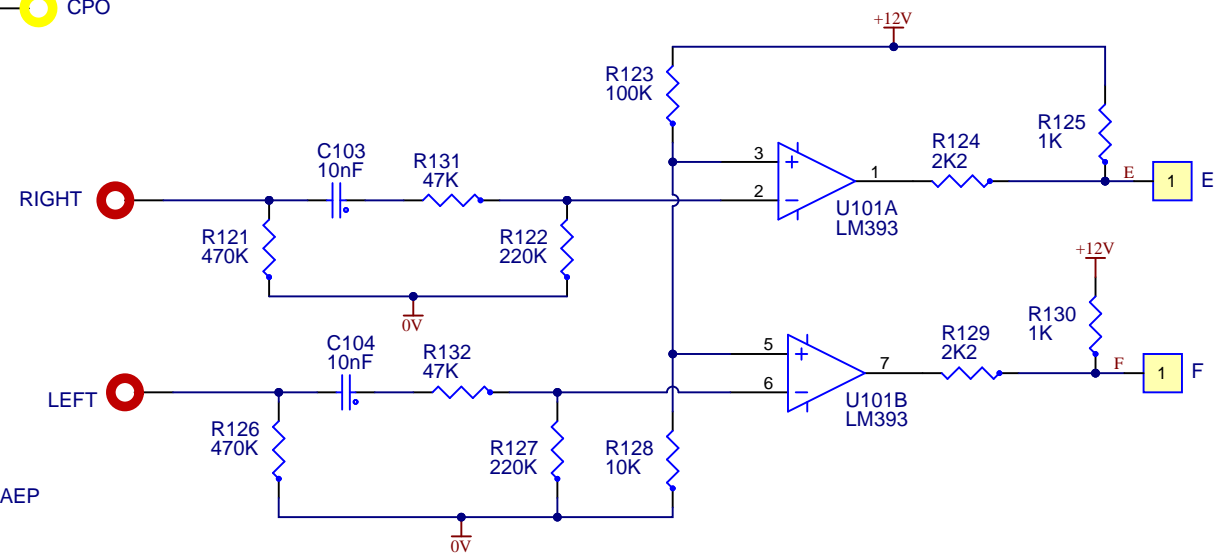 CPO
+12V
R123
100K
R125
1K
R124
2K2
C103
10nF
R131
47K
3
+
1
E
1
E
2
−
RIGHT
U101A
LM393
R121
470K
R122
220K
+12V
0V
R130
1K
C104
10nF
R132
47K
R129
2K2
5
+
7
F
1
F
6
−
LEFT
U101B
LM393
R126
470K
R127
220K
R128
10K
AEP
0V